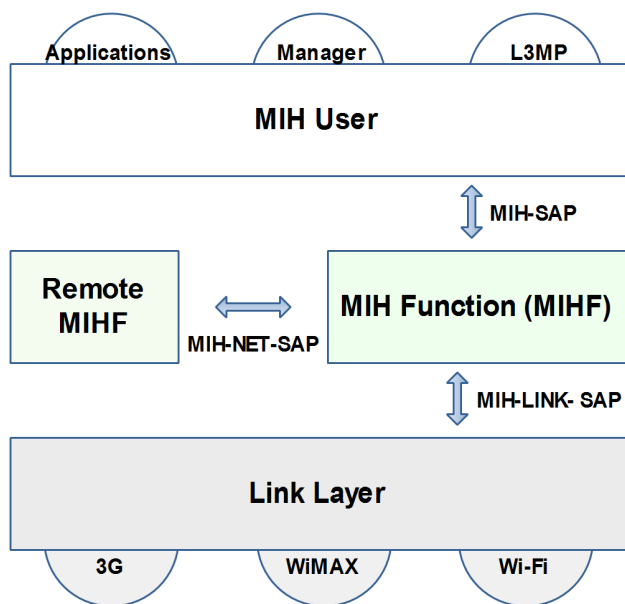 Applications
Manager
L3MP
MIH User
MIH-SAP
Remote
MIHF
MIH-NET-SAP
MIH Function (MIHF)
MIH-LINK- SAP
Link Layer
3G
WiMAX
Wi-Fi